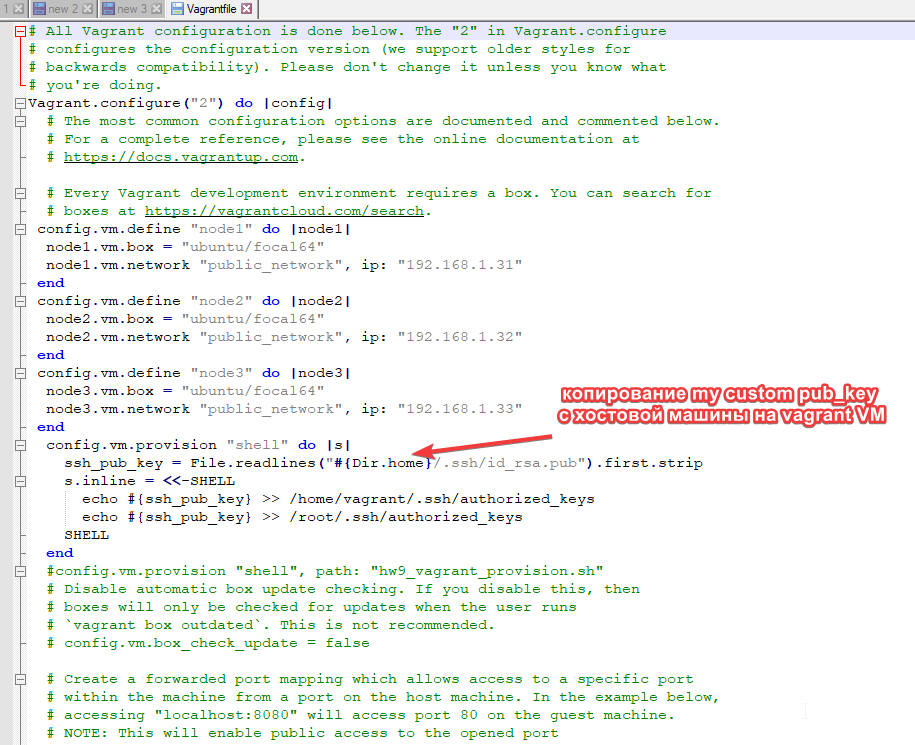 1 new 2 new 3 Vagrantfile
# All Vagrant configuration is done below. The "2" in Vagrant.configure
# configures the configuration version (we support older styles for
# backwards compatibility). Please don't change it unless you know what
# you're doing.
Vagrant.configure("2") do |config|
# The most common configuration options are documented and commented below.
# For a complete reference, please see the online documentation at
# https://docs.vagrantup.com.
# Every Vagrant development environment requires a box. You can search for
# boxes at https://vagrantcloud.com/search.
config.vm.define "node1" do |node1|
node1.vm.box = "ubuntu/focal64"
node1.vm.network "public_network", ip: "192.168.1.31"
end
config.vm.define "node2" do |node2|
node2.vm.box = "ubuntu/focal64"
node2.vm.network "public_network", ip: "192.168.1.32"
end
config.vm.define "node3" do |node3|
node3.vm.box = "ubuntu/focal64"
node3.vm.network "public_network", ip: "192.168.1.33"
end
копирование my custom pub_key
с хостовой машины на vagrant VM
config.vm.provision "shell" do |s|
ssh_pub_key = File.readlines("#{Dir.home}/.ssh/id_rsa.pub").first.strip
s.inline = <<-SHELL
echo #{ssh_pub_key} >> /home/vagrant/.ssh/authorized_keys
echo #{ssh_pub_key} >> /root/.ssh/authorized_keys
SHELL
end
#config.vm.provision "shell", path: "hw9_vagrant_provision.sh"
# Disable automatic box update checking. If you disable this, then
# boxes will only be checked for updates when the user runs
# `vagrant box outdated`. This is not recommended.
# config.vm.box_check_update = false
# Create a forwarded port mapping which allows access to a specific port
# within the machine from a port on the host machine. In the example below,
# accessing "localhost:8080" will access port 80 on the guest machine.
# NOTE: This will enable public access to the opened port